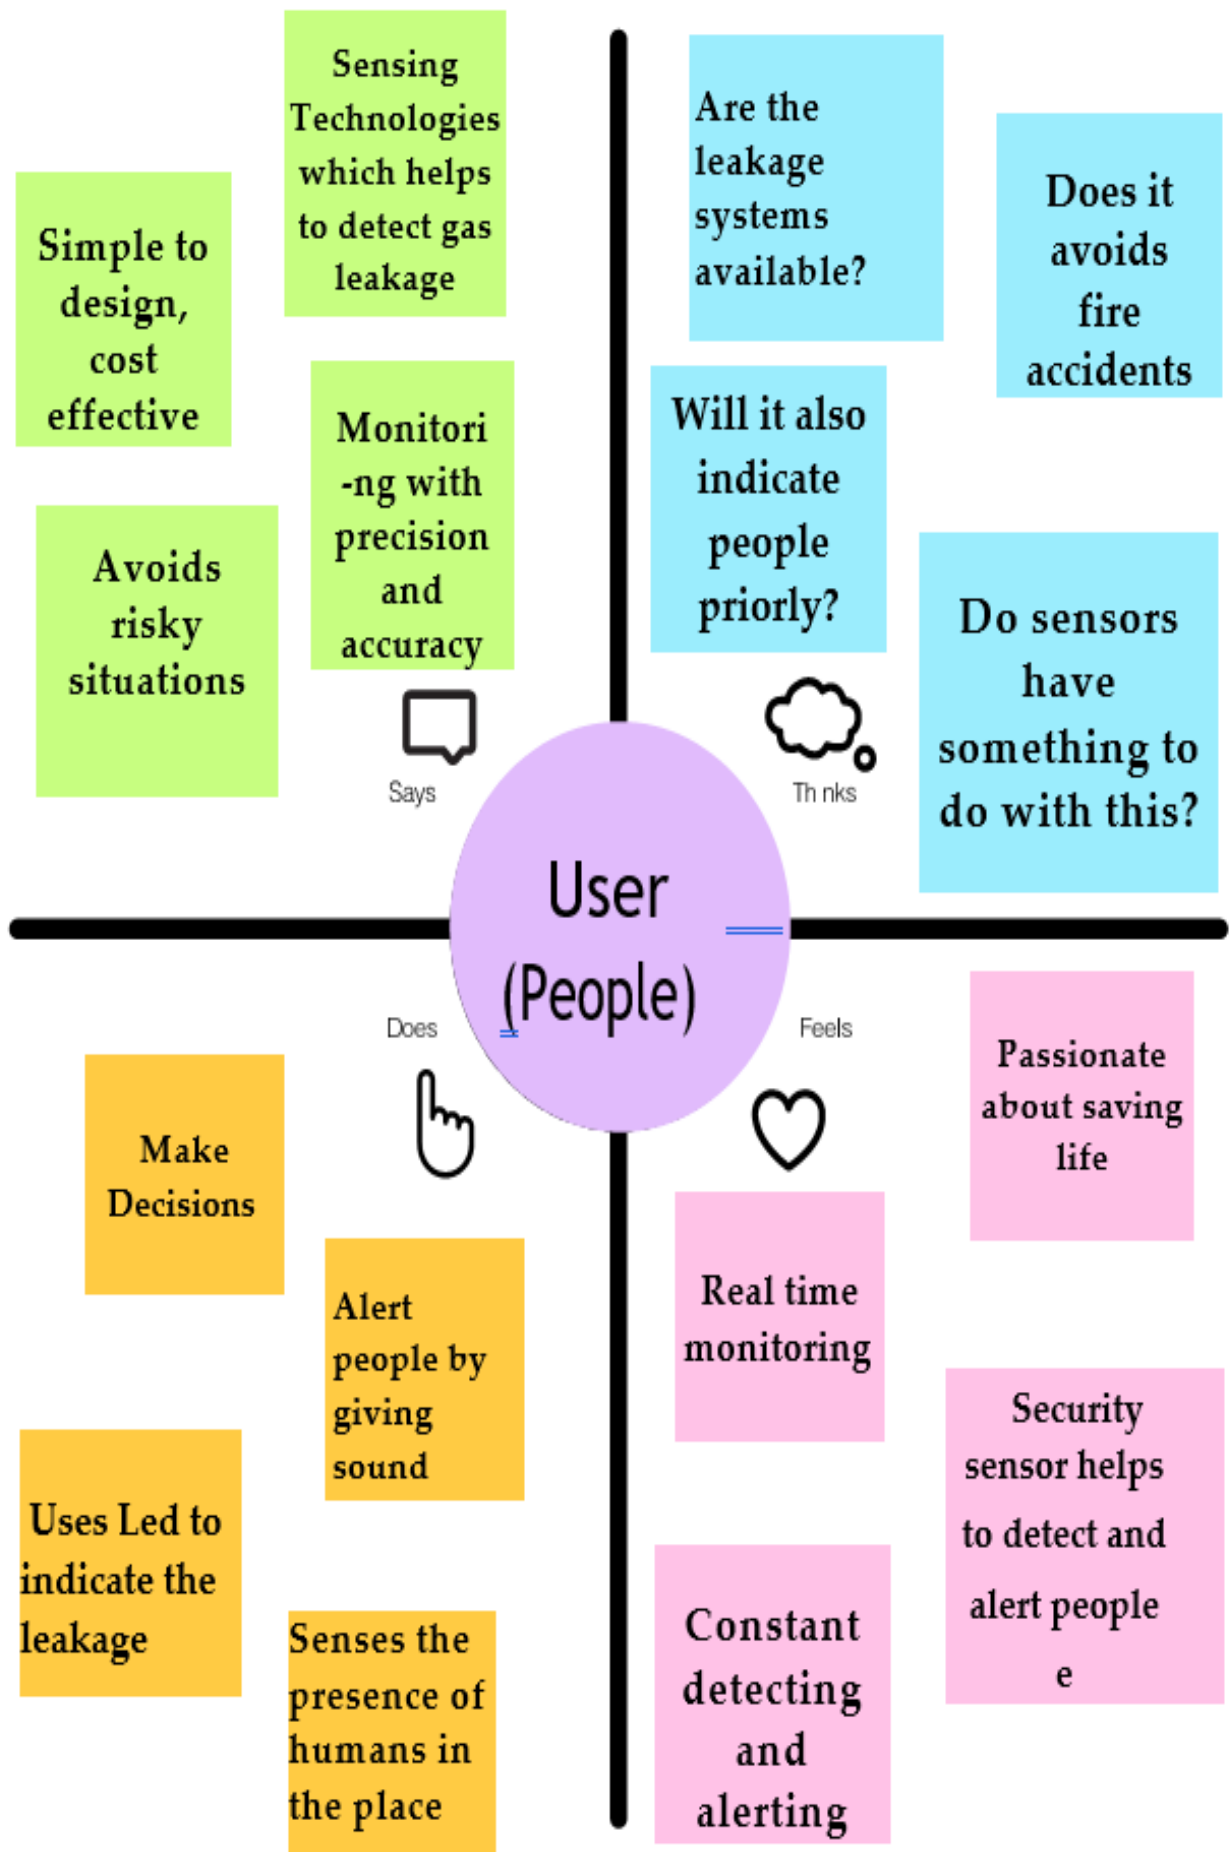 Sensing
Technologies
which helps
to detect gas
leakage
Simple to
design,
cost
effective
Monitori
-ng with
precision
and
accuracy
Avoids
risky
situations
Says
Are the
leakage
systems
available?
Does it
avoids
fire
accidents
Will it also
indicate
people
priorly?
Do sensors
have
something to
do with this?
Th nks
User
(People)
Does
Make
Decisions
Alert
people by
giving
sound
Uses Led to
indicate the
leakage
Senses the
presence of
humans in
the place
Feels
Passionate
about saving
life
Real time
monitoring
Security
sensor helps
to detect and
alert people
e
Constant
detecting
and
alerting